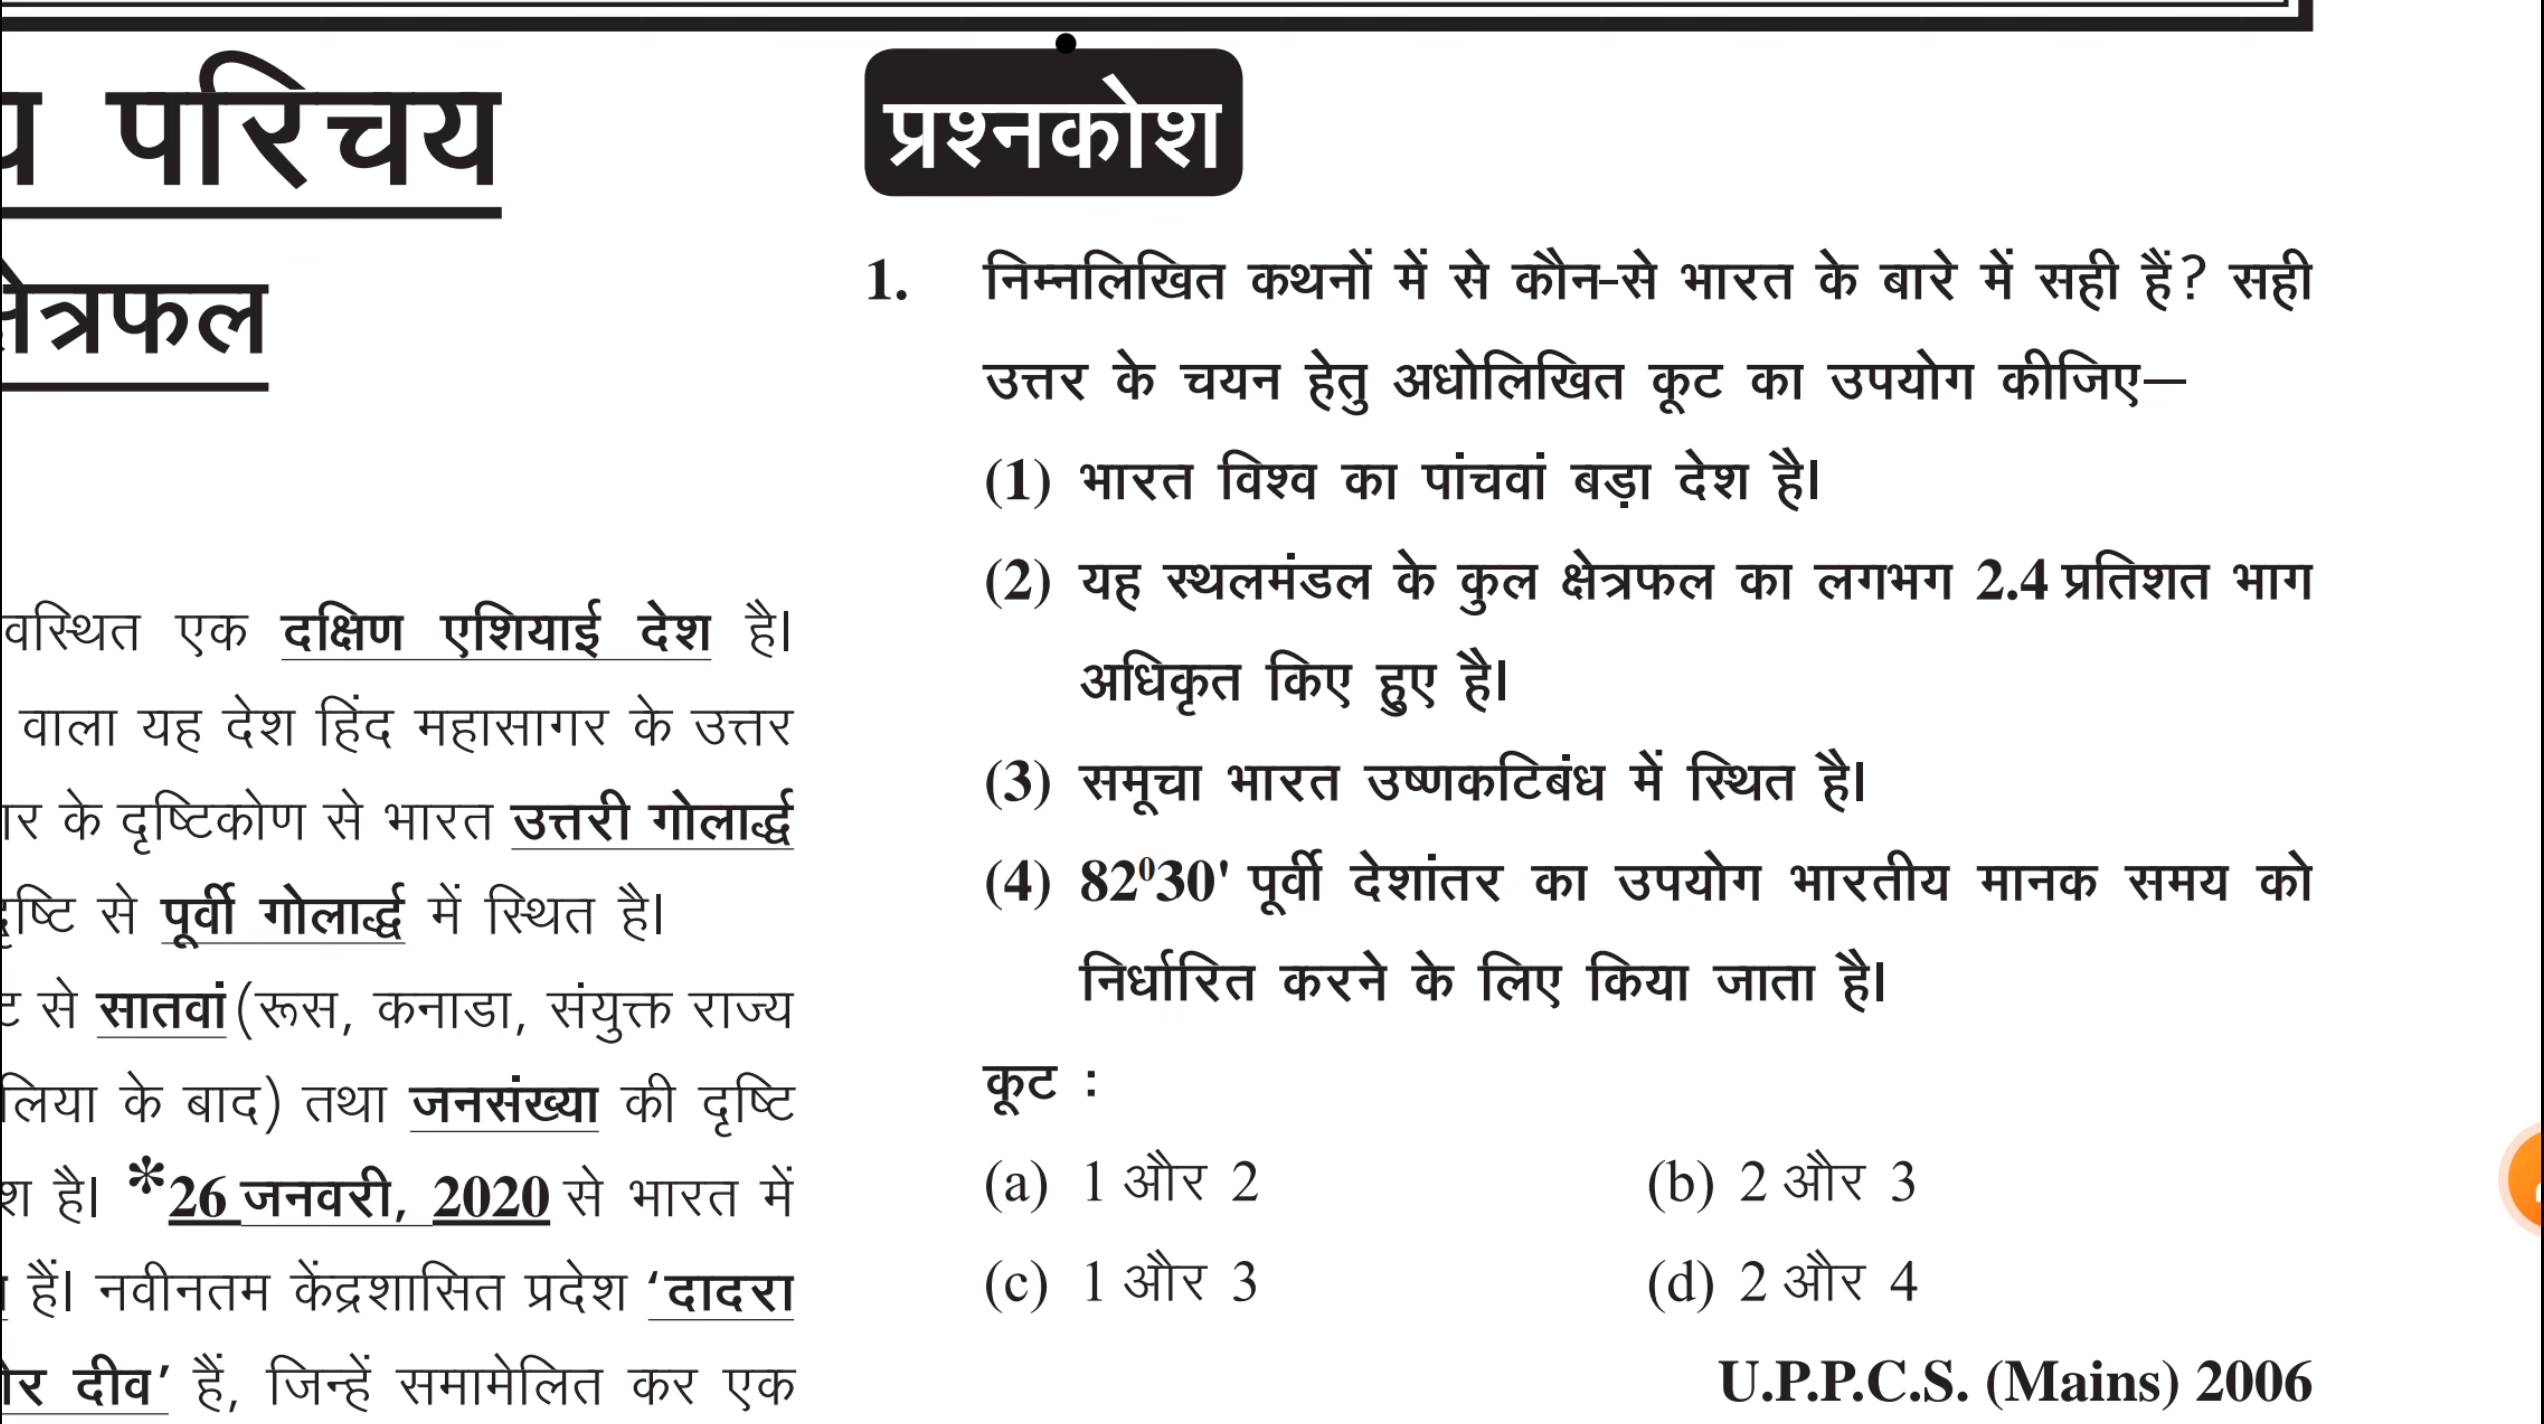 परिचय
क्षेत्रफल
एक दक्षिण एशियाई देश है।
वाला यह देश हिंद महासागर के उत्तर
के दृष्टिकोण से भारत उत्तरी गोलार्द्ध
से पूर्वी गोलार्द्ध में स्थित है।
से सातवां (रूस, कनाडा, संयुक्त राज्य
के बाद) तथा जनसंख्या की दृष्टि
है। *26 जनवरी, 2020 से भारत में
हैं। नवीनतम केंद्रशासित प्रदेश ‘दादरा
दीव’ हैं, जिन्हें समामेलित कर एक
प्रश्नकोश
1. निम्नलिखित कथनों में से कौन-से भारत के बारे में सही हैं? सही
उत्तर के चयन हेतु अधोलिखित कूट का उपयोग कीजिए—
(1) भारत विश्व का पांचवां बड़ा देश है।
(2) यह स्थलमंडल के कुल क्षेत्रफल का लगभग 2.4 प्रतिशत भाग
अधिकृत किए हुए है।
(3) समूचा भारत उष्णकटिबंध में स्थित है।
(4) 82⁰30' पूर्वी देशांतर का उपयोग भारतीय मानक समय को
निर्धारित करने के लिए किया जाता है।
कूट :
(a) 1 और 2 (b) 2 और 3
(c) 1 और 3 (d) 2 और 4
U.P.P.C.S. (Mains) 2006